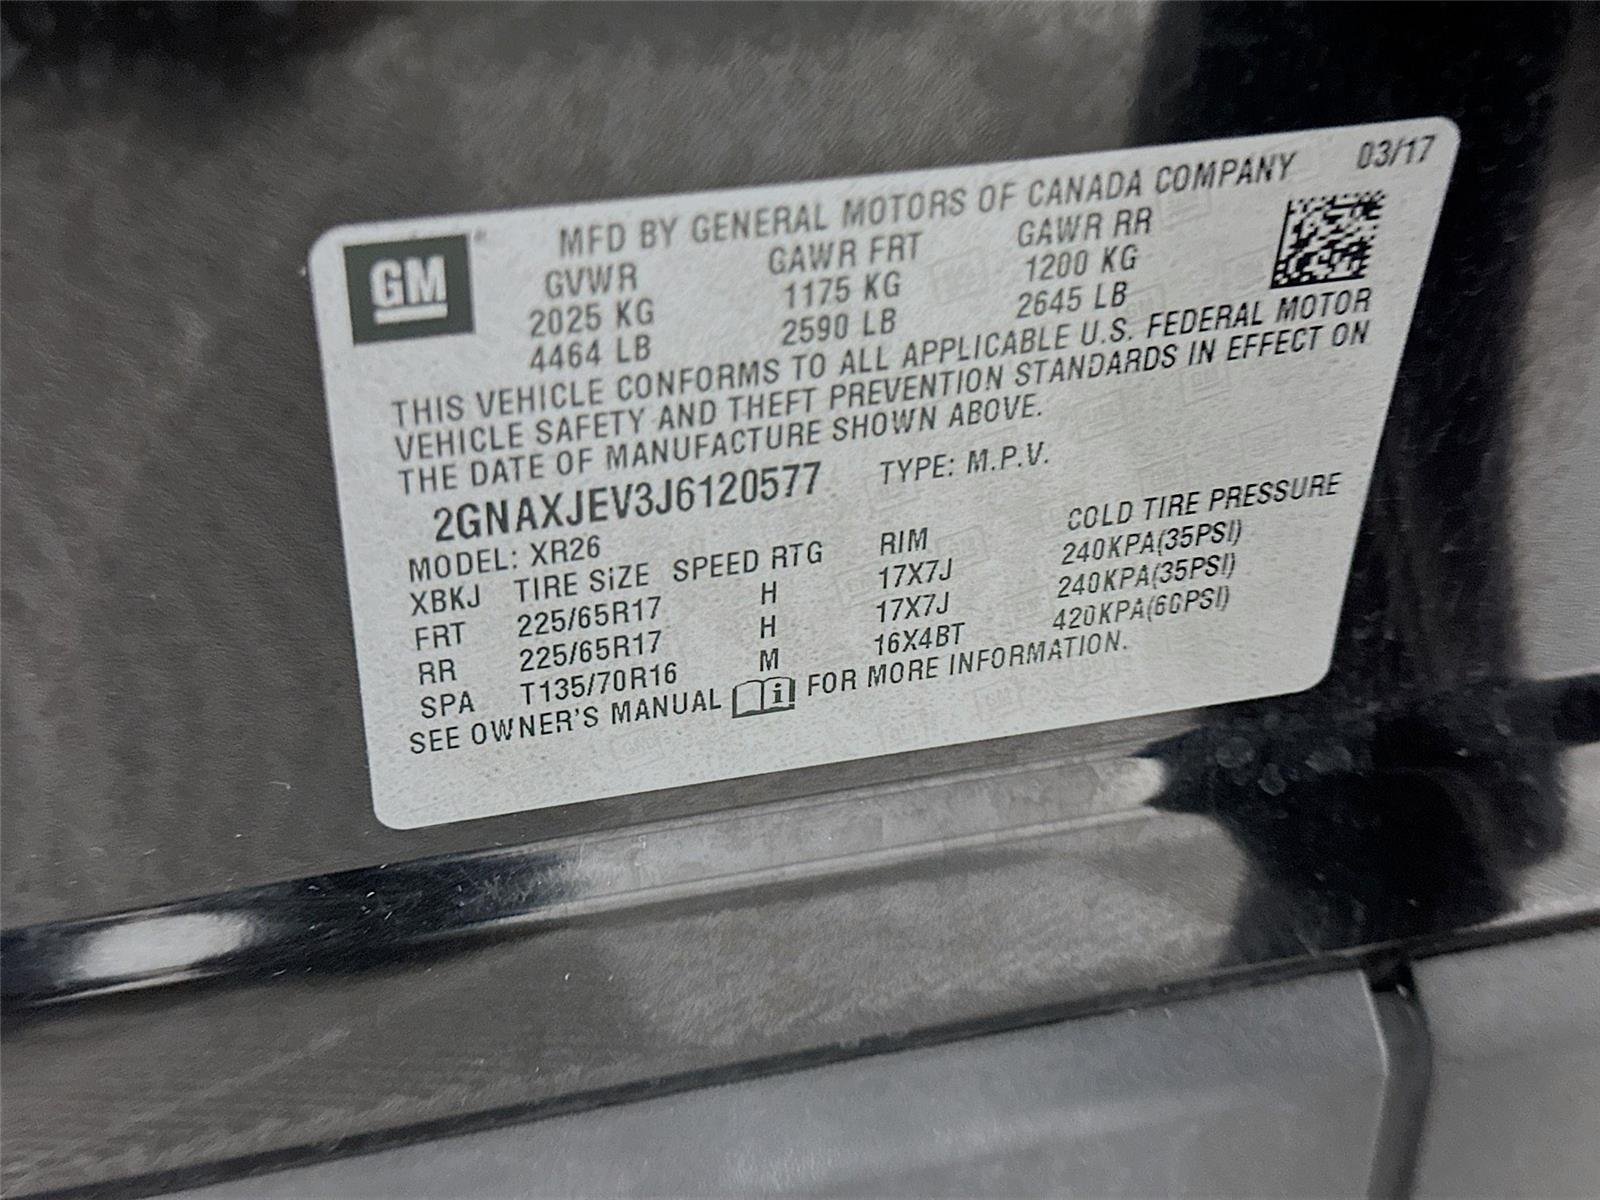 MFD BY GENERAL MOTORS OF CANADA COMPANY 03/17
GM
GVWR GAWR FRT GAWR RR
2025 KG 1175 KG 1200 KG
4464 LB 2590 LB 2645 LB
THIS VEHICLE CONFORMS TO ALL APPLICABLE U.S. FEDERAL MOTOR
VEHICLE SAFETY AND THEFT PREVENTION STANDARDS IN EFFECT ON
THE DATE OF MANUFACTURE SHOWN ABOVE.
2GNAXJEV3J6120577 TYPE: M.P.V.
MODEL: XR26
XBKJ TIRE SiZE SPEED RTG RIM COLD TIRE PRESSURE
FRT 225/65R17 H 17X7J 240KPA(35PSI)
RR 225/65R17 H 17X7J 240KPA(35PSI)
SPA T135/70R16 M 16X4BT 420KPA(60PSI)
SEE OWNER'S MANUAL i FOR MORE INFORMATION.